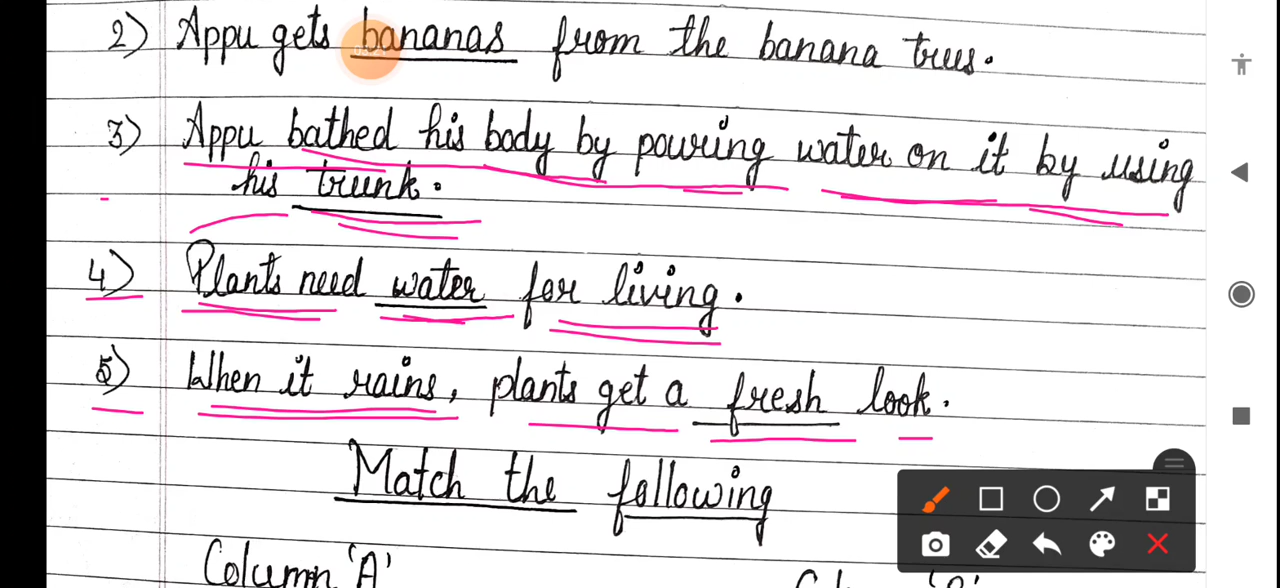 2) Appu gets bananas from the banana trees.
3) Appu bathed his body by pouring water on it by using
his trunk.
4) Plants need water for living.
5) When it rains, plants get a fresh look.
Match the following
Column 'A'